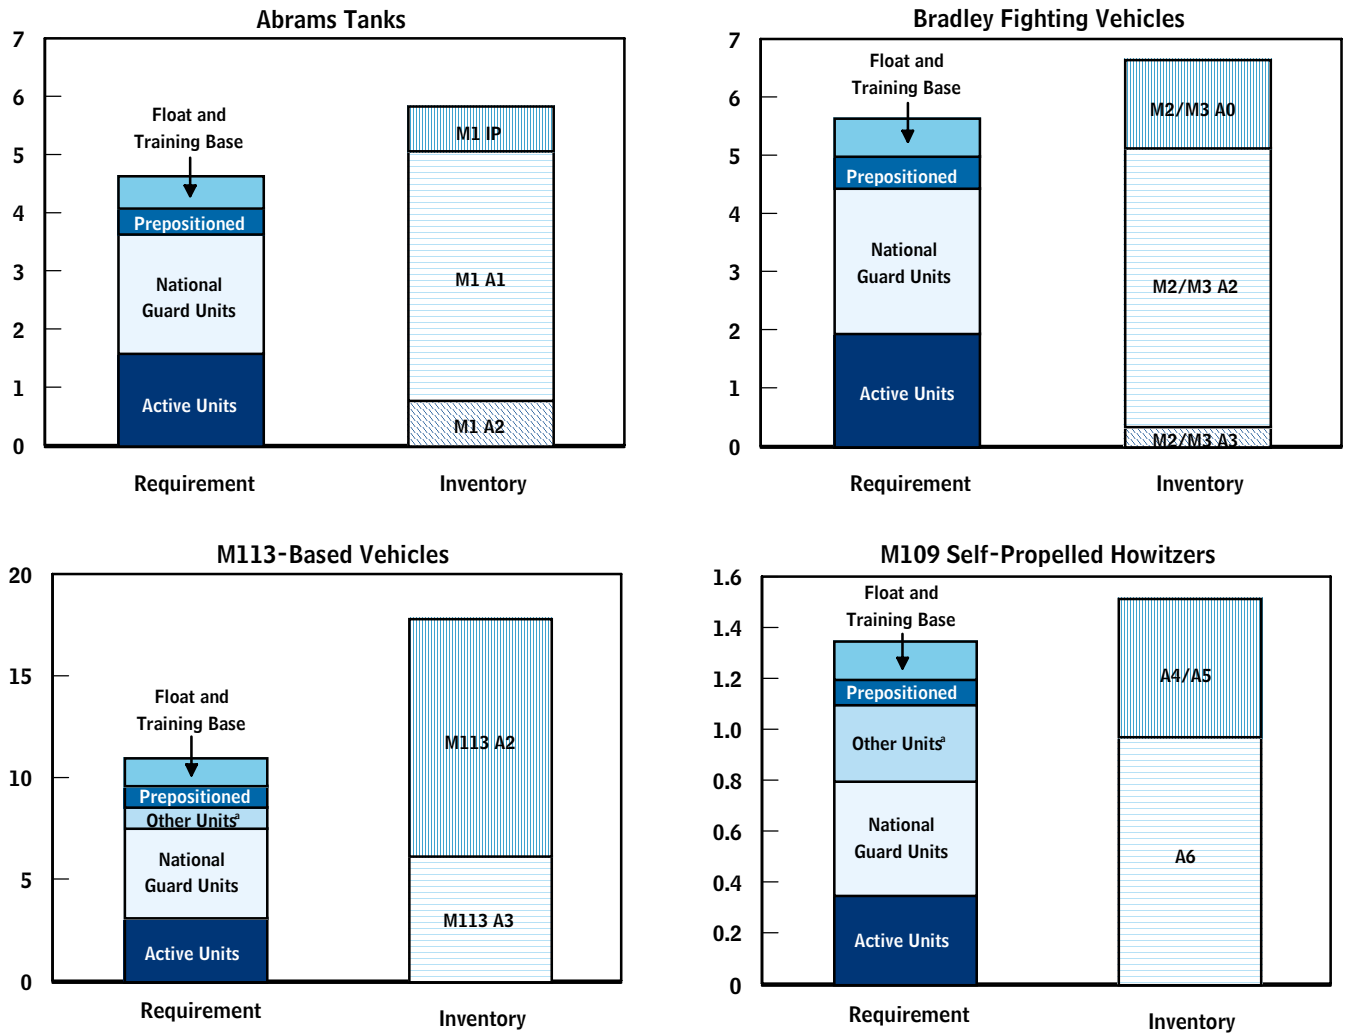 Abrams Tanks
7
6
5
4
3
2
1
0
Float and
Training Base
Prepositioned
National
Guard Units
Active Units
M1 IP
M1 A1
M1 A2
Requirement
Inventory
Bradley Fighting Vehicles
7
6
5
4
3
2
1
0
Float and
Training Base
Prepositioned
National
Guard Units
Active Units
M2/M3 A0
M2/M3 A2
M2/M3 A3
Requirement
Inventory
M113-Based Vehicles
20
15
10
5
0
Float and
Training Base
Prepositioned
Other Unitsª
National
Guard Units
Active Units
M113 A2
M113 A3
Requirement
Inventory
M109 Self-Propelled Howitzers
1.6
1.4
1.2
1.0
0.8
0.6
0.4
0.2
0
Float and
Training Base
Prepositioned
Other Unitsª
National
Guard Units
Active Units
A4/A5
A6
Requirement
Inventory